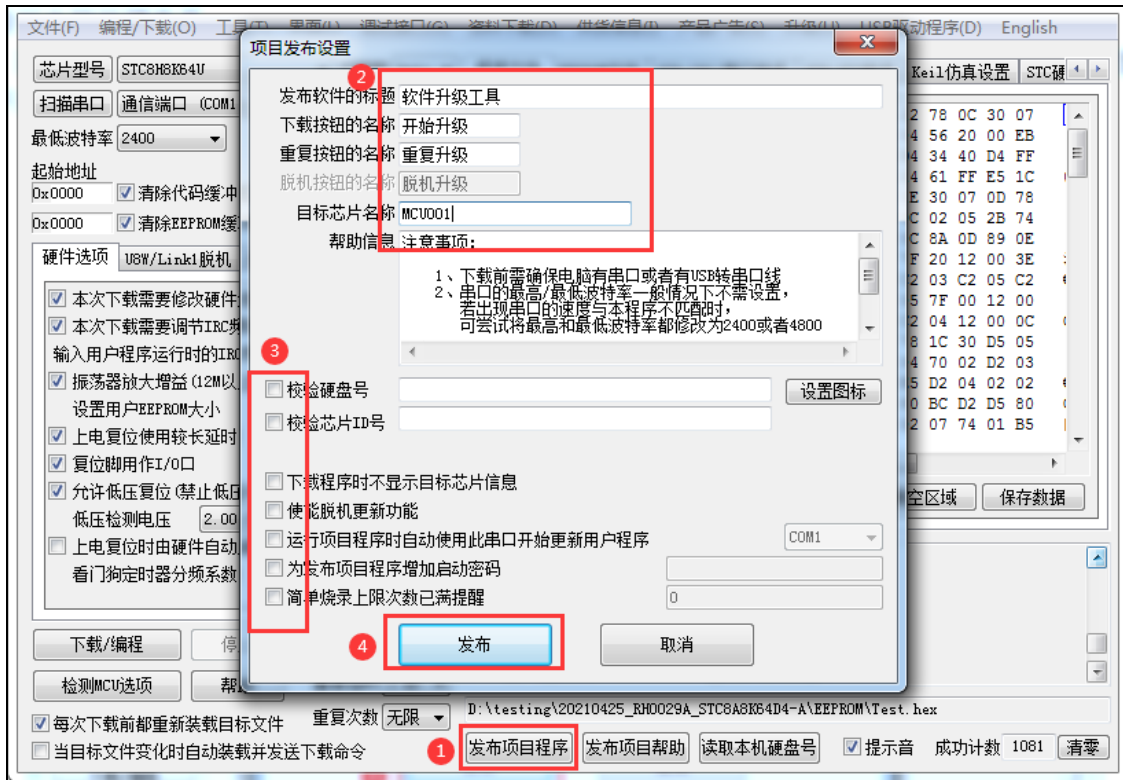 文件(F) 编程/下载(O) 工具(T) 界面(U) 调试接口(G) 资料下载(D) 供货信息(I) 产品广告(S) 升级(U) USB驱动程序(D) English
项目发布设置
芯片型号 STC8H8K64U
Keil仿真设置 STC硬
2
发布软件的标题 软件升级工具
扫描串口 通信端口 (COM1
下载按钮的名称 开始升级
最低波特率 2400
重复按钮的名称 重复升级
脱机按钮的名称 脱机升级
起始地址
0x0000 清除代码缓冲
目标芯片名称 MCU001
0x0000 清除EEPROM缓
帮助信息 注意事项:
1、下载前需确保电脑有串口或者有USB转串口线
2、串口的最高/最低波特率一般情况下不需设置,
若出现串口的速度与本程序不匹配时,
可尝试将最高和最低波特率都修改为2400或者4800
2 78 0C 30 07
4 56 20 00 EB
4 34 40 D4 FF
4 61 FF E5 1C
E 30 07 0D 78
C 02 05 2B 74
C 8A 0D 89 0E
F 20 12 00 3E
2 03 C2 05 C2
5 7F 00 12 00
2 04 12 00 0C
8 1C 30 D5 05
4 70 02 D2 03
5 D2 04 02 02
0 BC D2 D5 80
2 07 74 01 B5
硬件选项 U8W/Link1脱机
本次下载需要修改硬件
本次下载需要调节IRC频
输入用户程序运行时的IRC
振荡器放大增益(12M以
设置用户EEPROM大小
上电复位使用较长延时
复位脚用作I/O口
允许低压复位(禁止低压
低压检测电压 2.00
上电复位时由硬件自动
看门狗定时器分频系数
3
校验硬盘号 设置图标
校验芯片ID号
下载程序时不显示目标芯片信息
使能脱机更新功能
运行项目程序时自动使用此串口开始更新用户程序 COM1
为发布项目程序增加启动密码
简单烧录上限次数已满提醒 0
空区域 保存数据
4 发布 取消
下载/编程 停
检测MCU选项 帮
每次下载前都重新装载目标文件 重复次数 无限
D:\testing\20210425_RH0029A_STC8A8K64D4-A\EEPROM\Test.hex
当目标文件变化时自动装载并发送下载命令
1 发布项目程序 发布项目帮助 读取本机硬盘号 提示音 成功计数 1081 清零